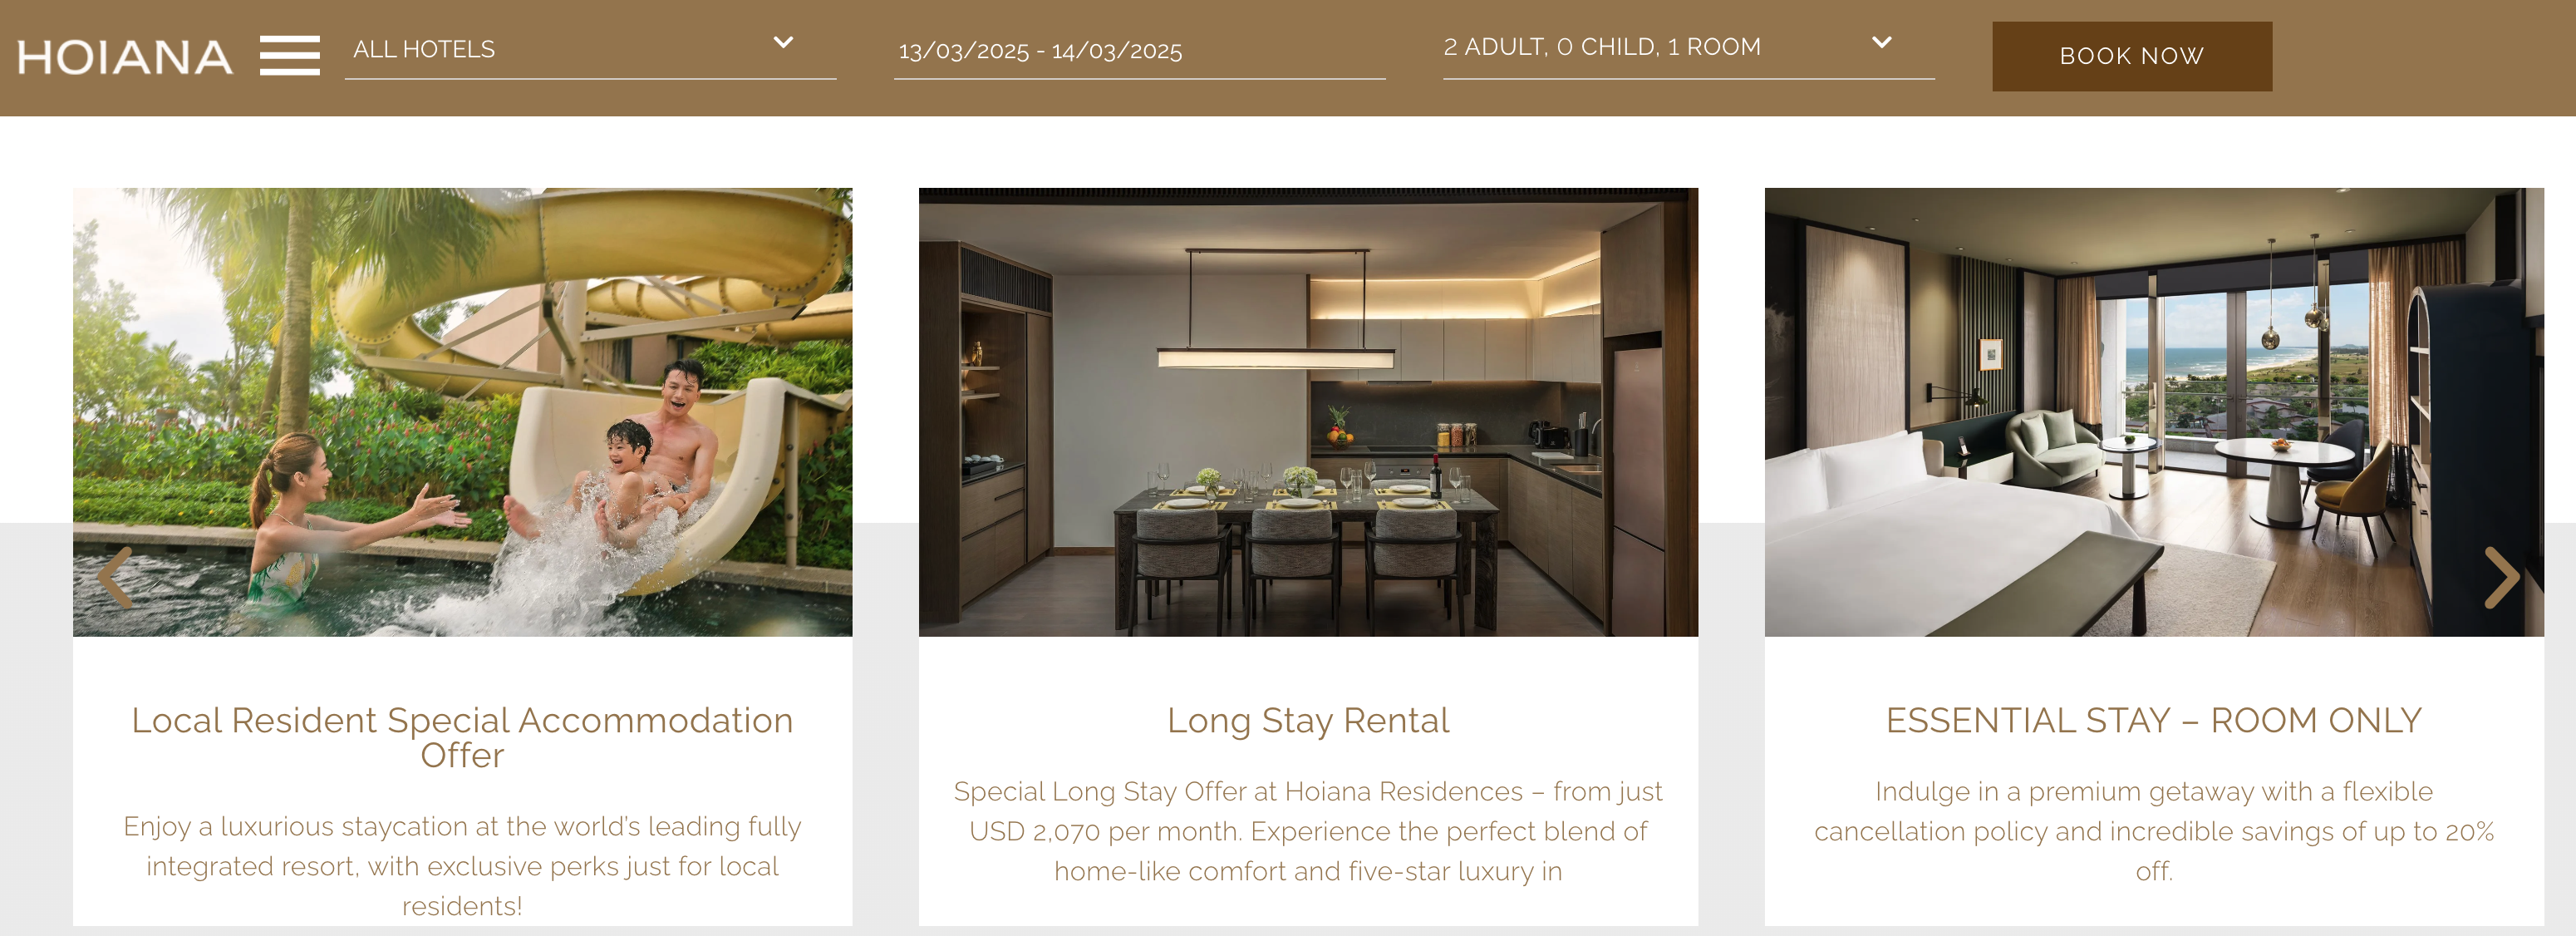 HOIANA
ALL HOTELS
13/03/2025 - 14/03/2025
2 ADULT, 0 CHILD, 1 ROOM
BOOK NOW
Local Resident Special Accommodation
Offer
Enjoy a luxurious staycation at the world’s leading fully
integrated resort, with exclusive perks just for local
residents!
Long Stay Rental
Special Long Stay Offer at Hoiana Residences – from just
USD 2,070 per month. Experience the perfect blend of
home-like comfort and five-star luxury in
ESSENTIAL STAY – ROOM ONLY
Indulge in a premium getaway with a flexible
cancellation policy and incredible savings of up to 20%
off.